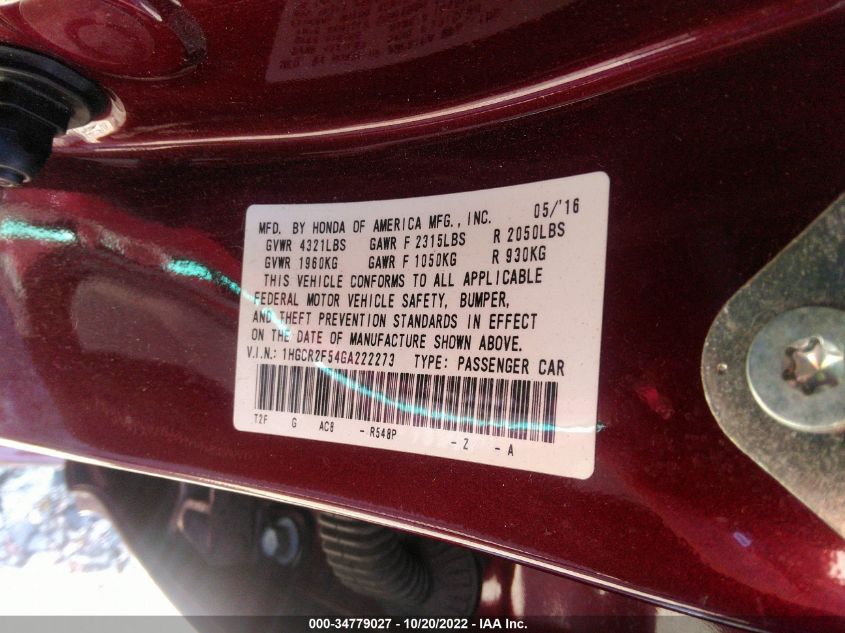 MFD. BY HONDA OF AMERICA MFG., INC. 05/'16
GVWR 4321LBS GAWR F 2315LBS R 2050LBS
GVWR 1960KG GAWR F 1050KG R 930KG
THIS VEHICLE CONFORMS TO ALL APPLICABLE
FEDERAL MOTOR VEHICLE SAFETY, BUMPER,
AND THEFT PREVENTION STANDARDS IN EFFECT
ON THE DATE OF MANUFACTURE SHOWN ABOVE.
V.I.N.: 1HGCR2F54GA222273 TYPE: PASSENGER CAR
T2F G AC8 - R548P - Z - A
000-34779027 - 10/20/2022 - IAA Inc.